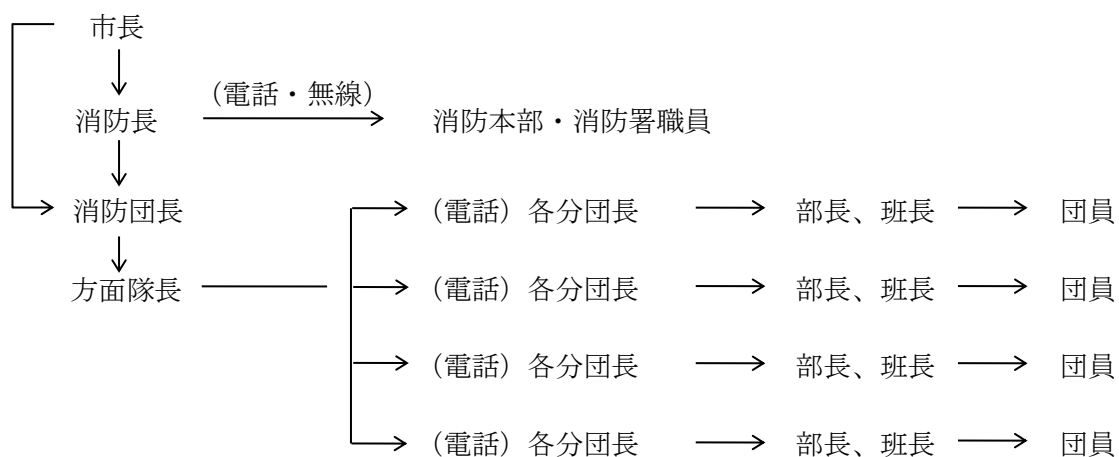 市長
(電話・無線)
消防長 消防本部・消防署職員
消防団長 (電話) 各分団長 部長、班長 団員
方面隊長 (電話) 各分団長 部長、班長 団員
(電話) 各分団長 部長、班長 団員
(電話) 各分団長 部長、班長 団員